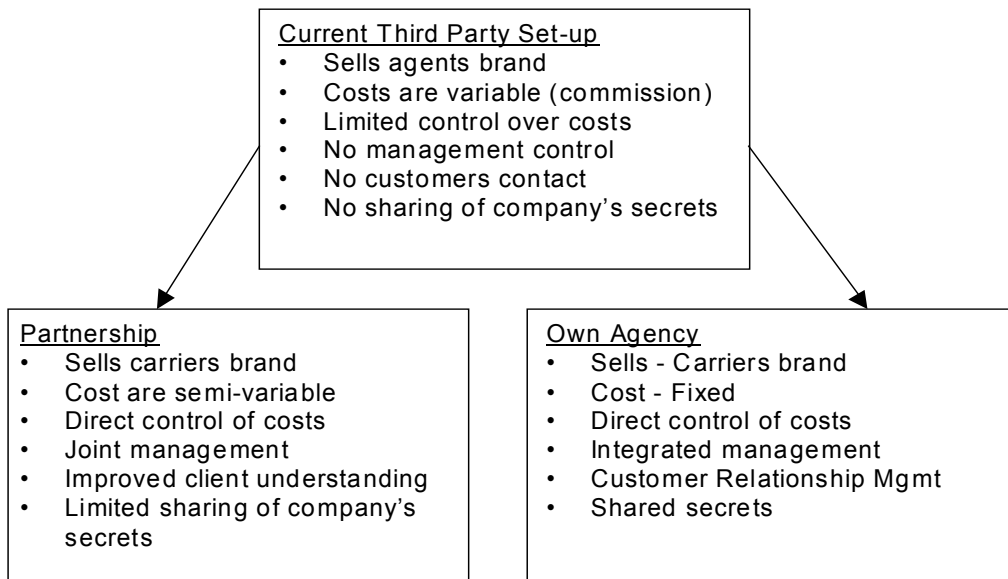 Current Third Party Set-up
• Sells agents brand
• Costs are variable (commission)
• Limited control over costs
• No management control
• No customers contact
• No sharing of company’s secrets
Partnership
• Sells carriers brand
• Cost are semi-variable
• Direct control of costs
• Joint management
• Improved client understanding
• Limited sharing of company’s
secrets
Own Agency
• Sells - Carriers brand
• Cost - Fixed
• Direct control of costs
• Integrated management
• Customer Relationship Mgmt
• Shared secrets